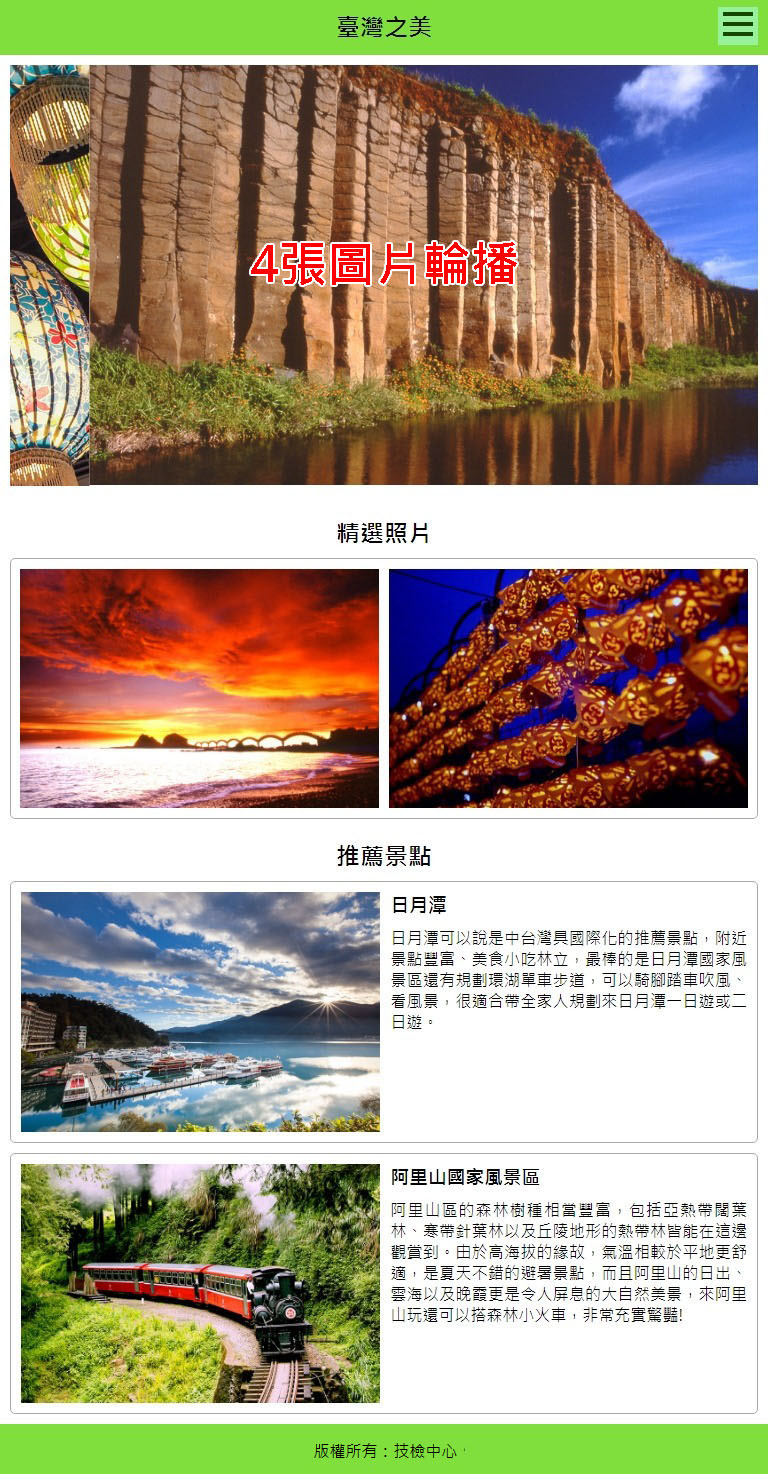 臺灣之美
4張圖片輪播
精選照片
推薦景點
日月潭
日月潭可以說是中台灣具國際化的推薦景點，附近
景點豐富、美食小吃林立，最棒的是日月潭國家風
景區還有規劃環湖單車步道，可以騎腳踏車吹風、
看風景，很適合帶全家人規劃來日月潭一日遊或二
日遊。
阿里山國家風景區
阿里山區的森林樹種相當豐富，包括亞熱帶闊葉
林、寒帶針葉林以及丘陵地形的熱帶林皆能在這邊
觀賞到。由於高海拔的緣故，氣溫相較於平地更舒
適，是夏天不錯的避暑景點，而且阿里山的日出、
雲海以及晚霞更是令人屏息的大自然美景，來阿里
山玩還可以搭森林小火車，非常充實驚豔!
版權所有：技檢中心